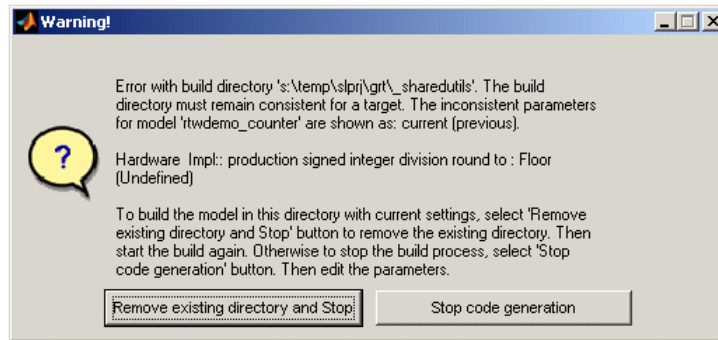 Warning!
Error with build directory 's:\temp\slprj\grt\_sharedutils'. The build
directory must remain consistent for a target. The inconsistent parameters
for model 'rtwdemo_counter' are shown as: current (previous).
Hardware Impl:: production signed integer division round to : Floor
(Undefined)
?
To build the model in this directory with current settings, select 'Remove
existing directory and Stop' button to remove the existing directory. Then
start the build again. Otherwise to stop the build process, select 'Stop
code generation' button. Then edit the parameters.
Remove existing directory and Stop
Stop code generation